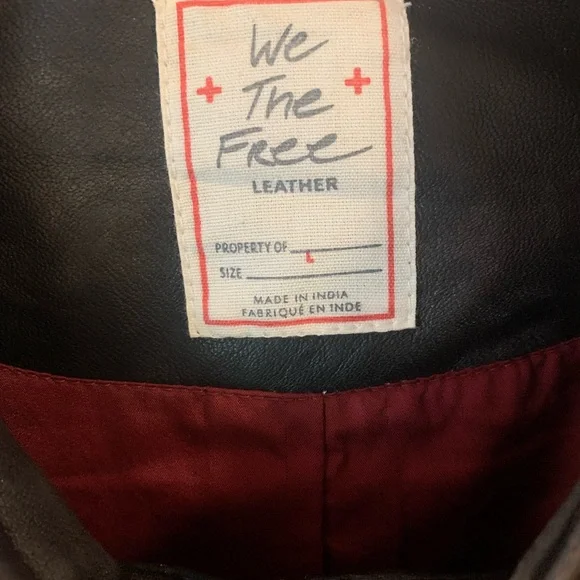 We
+ The +
Free
LEATHER
PROPERTY OF
L
SIZE
MADE IN INDIA
FABRIQUÉ EN INDE